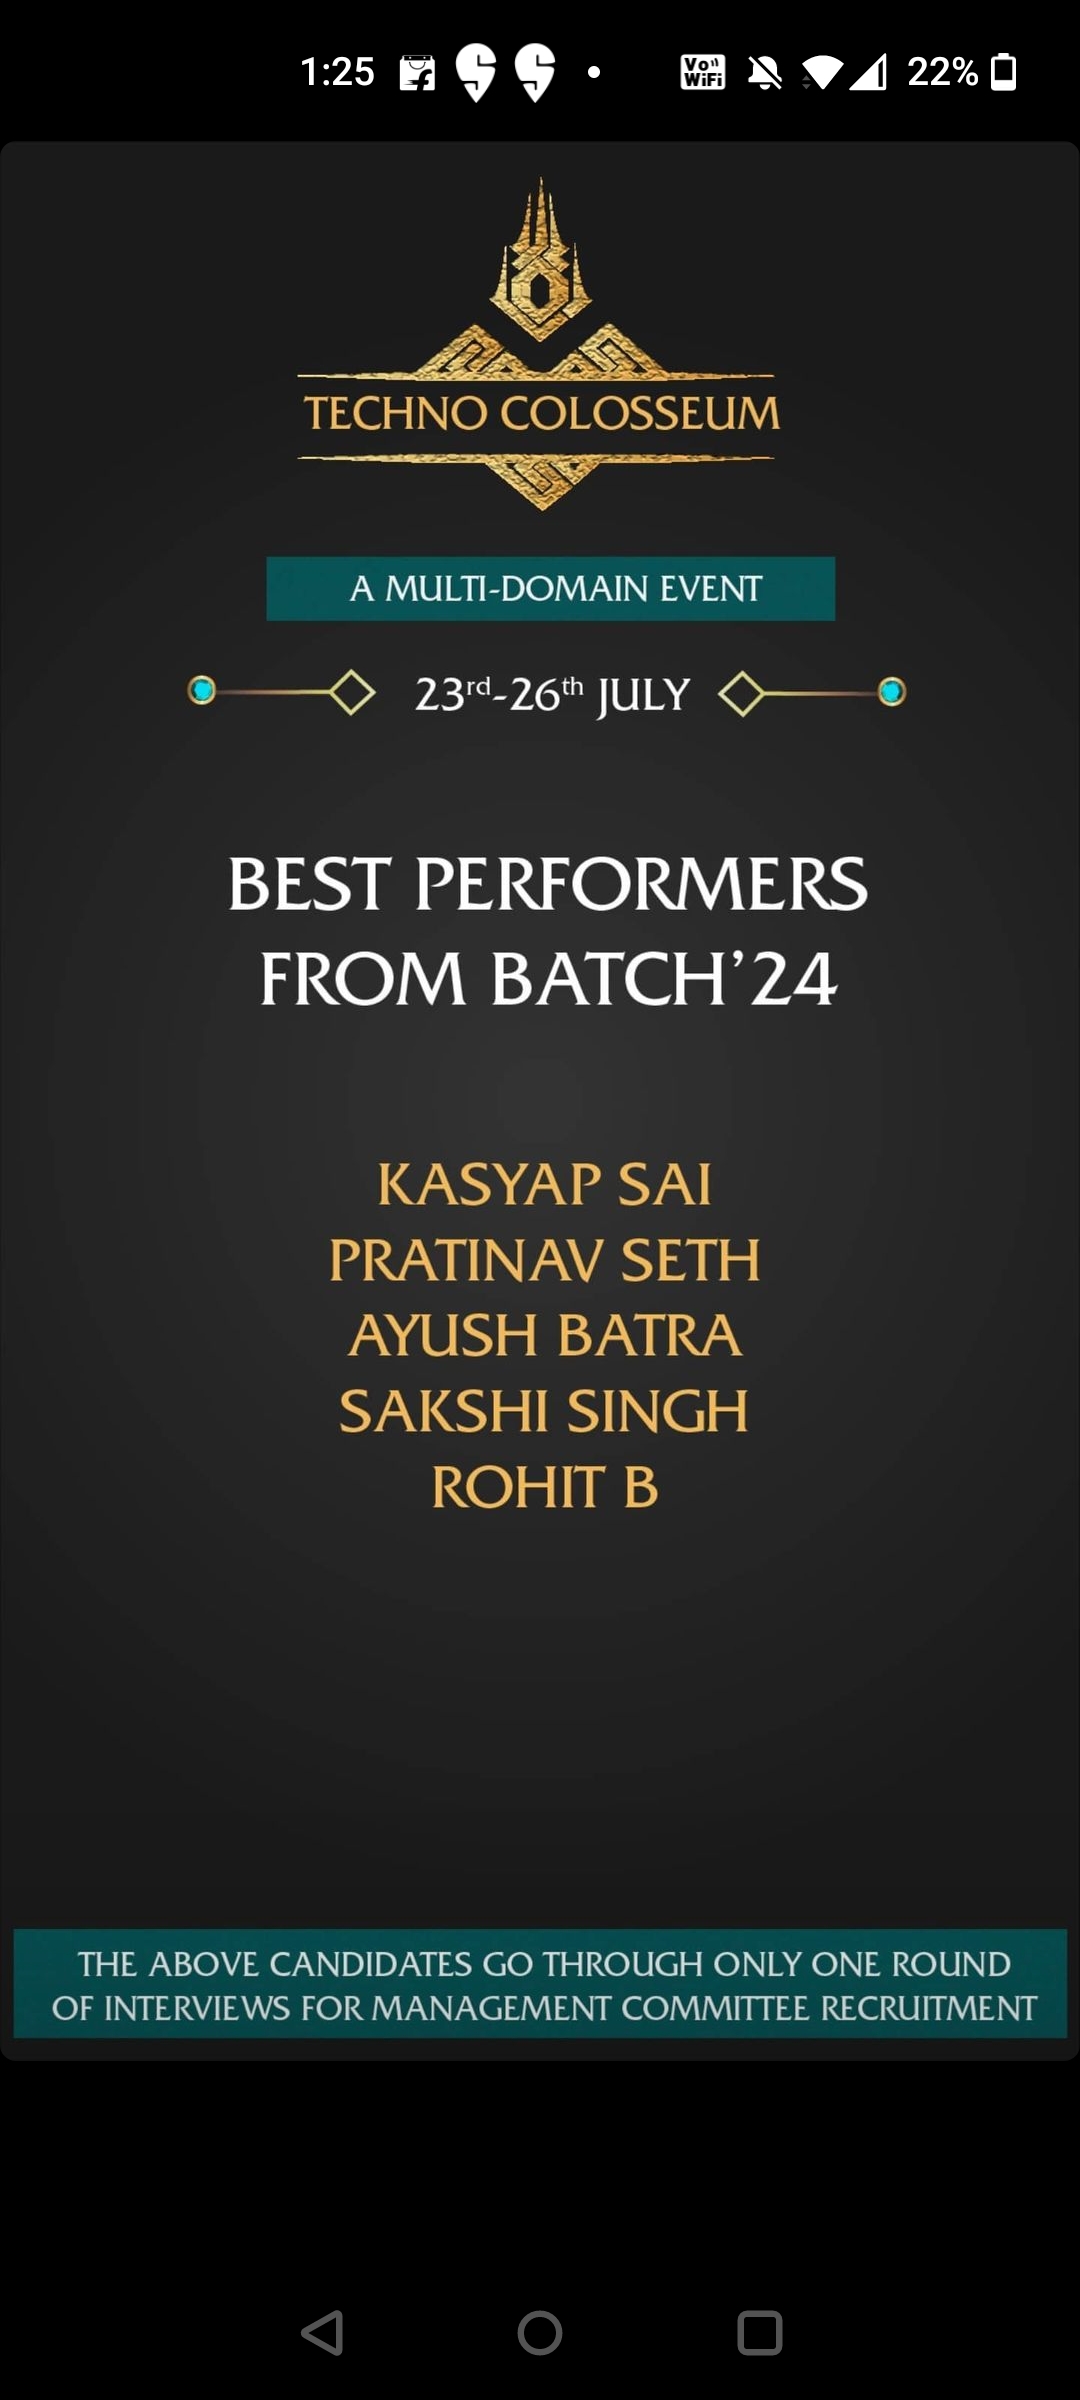 1:25 Vo WiFi 22%
TECHNO COLOSSEUM
A MULTI-DOMAIN EVENT
23rd-26th JULY
BEST PERFORMERS
FROM BATCH'24
KASYAP SAI
PRATINAV SETH
AYUSH BATRA
SAKSHI SINGH
ROHIT B
THE ABOVE CANDIDATES GO THROUGH ONLY ONE ROUND
OF INTERVIEWS FOR MANAGEMENT COMMITTEE RECRUITMENT